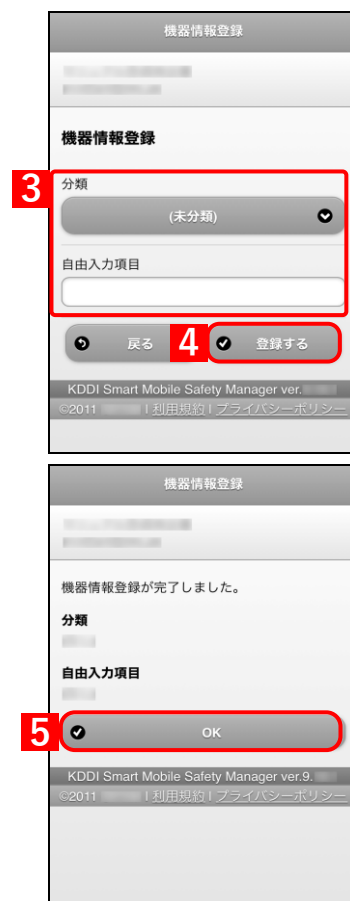 機器情報登録
機器情報登録
3
分類
(未分類)
自由入力項目
戻る
4
登録する
KDDI Smart Mobile Safety Manager ver.
©2011 | 利用規約 | プライバシーポリシー
機器情報登録
機器情報登録が完了しました。
分類
自由入力項目
5
OK
KDDI Smart Mobile Safety Manager ver.9.
©2011 | 利用規約 | プライバシーポリシー